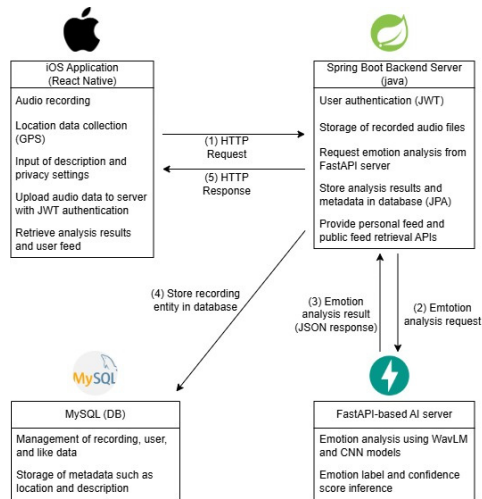 iOS Application
(React Native)
Audio recording
Location data collection
(GPS)
Input of description and
privacy settings
Upload audio data to server
with JWT authentication
Retrieve analysis results
and user feed
(1) HTTP
Request
(5) HTTP
Response
Spring Boot Backend Server
(java)
User authentication (JWT)
Storage of recorded audio files
Request emotion analysis from
FastAPI server
Store analysis results and
metadata in database (JPA)
Provide personal feed and
public feed retrieval APIs
(4) Store recording
entity in database
(3) Emotion
analysis result
(JSON response)
(2) Emtotion
analysis request
MySQL
MySQL (DB)
Management of recording, user,
and like data
Storage of metadata such as
location and description
FastAPI-based AI server
Emotion analysis using WavLM
and CNN models
Emotion label and confidence
score inference